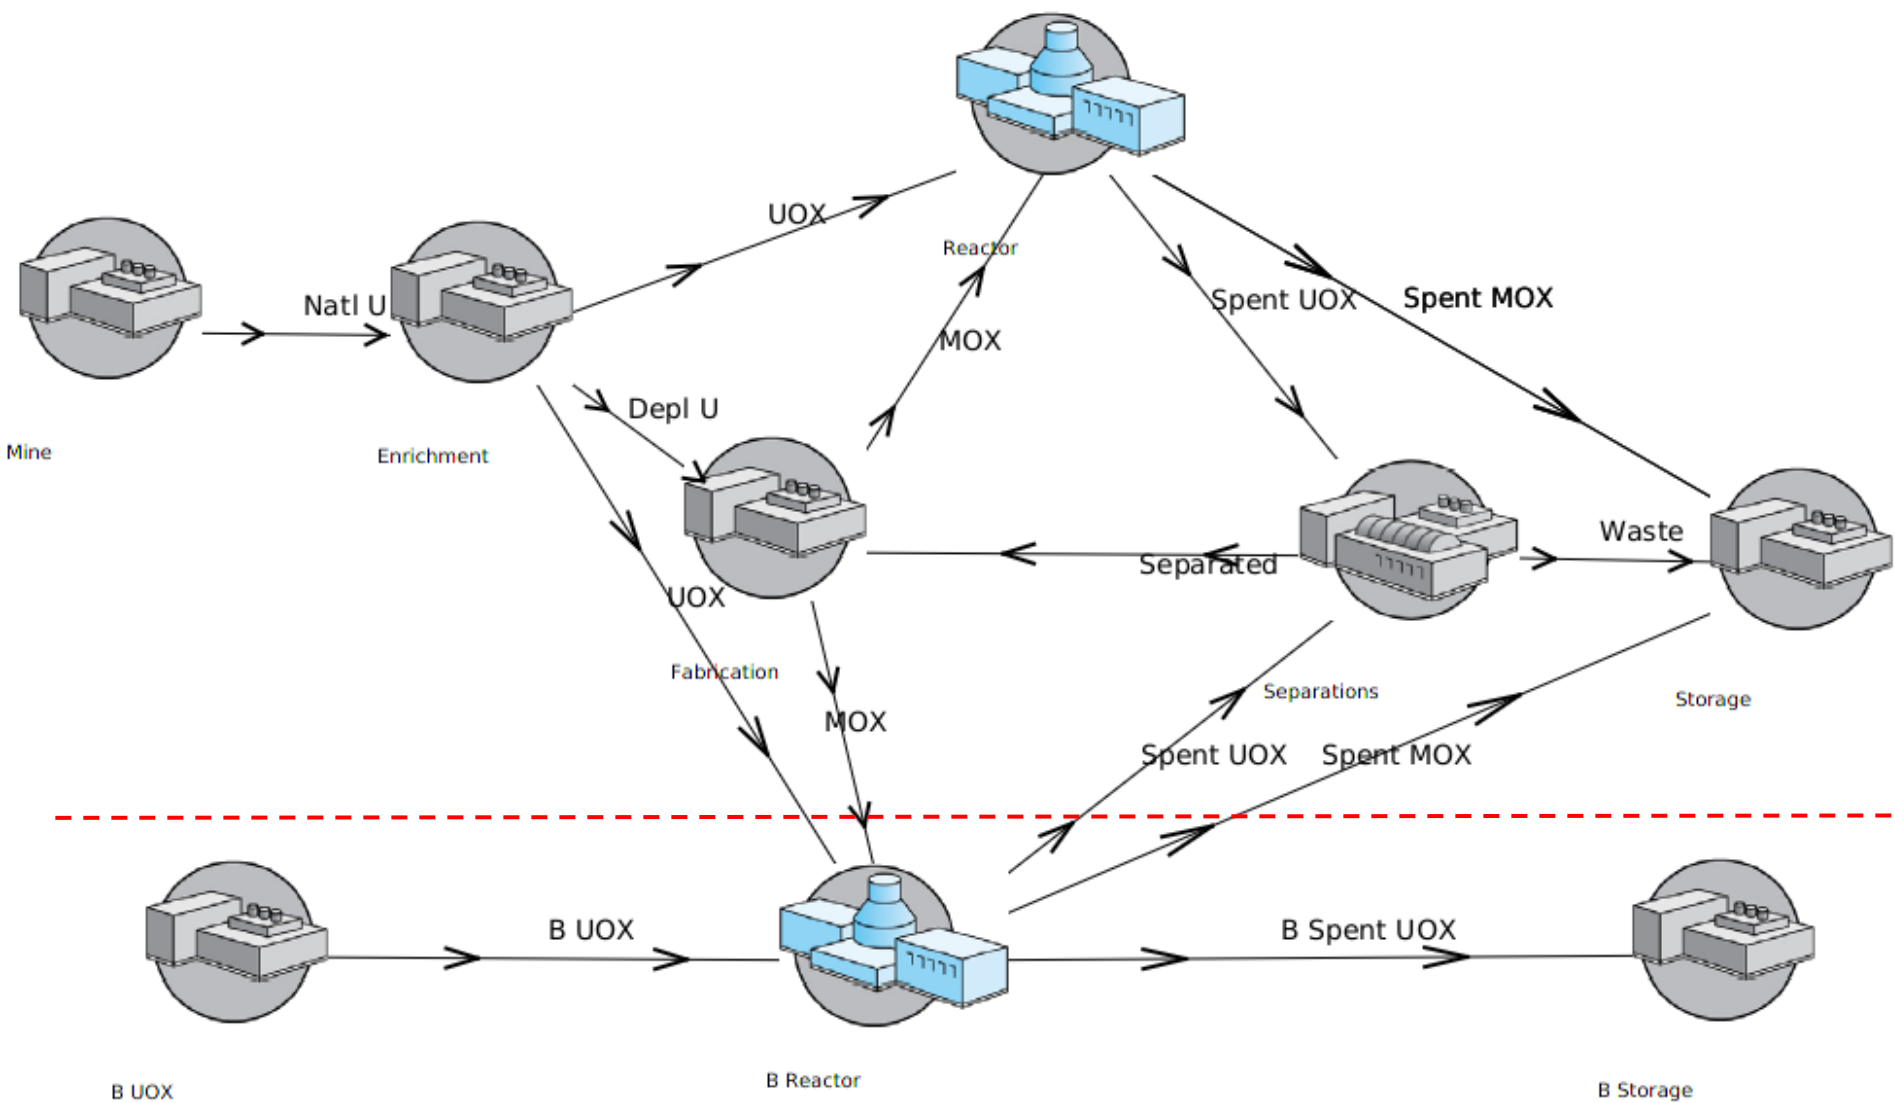 UOX
Reactor
Natl U
Spent UOX
Spent MOX
MOX
Depl U
Mine
Enrichment
Waste
Separated
UOX
Fabrication
Separations
Storage
MOX
Spent UOX
Spent MOX
B UOX
B Spent UOX
B UOX
B Reactor
B Storage